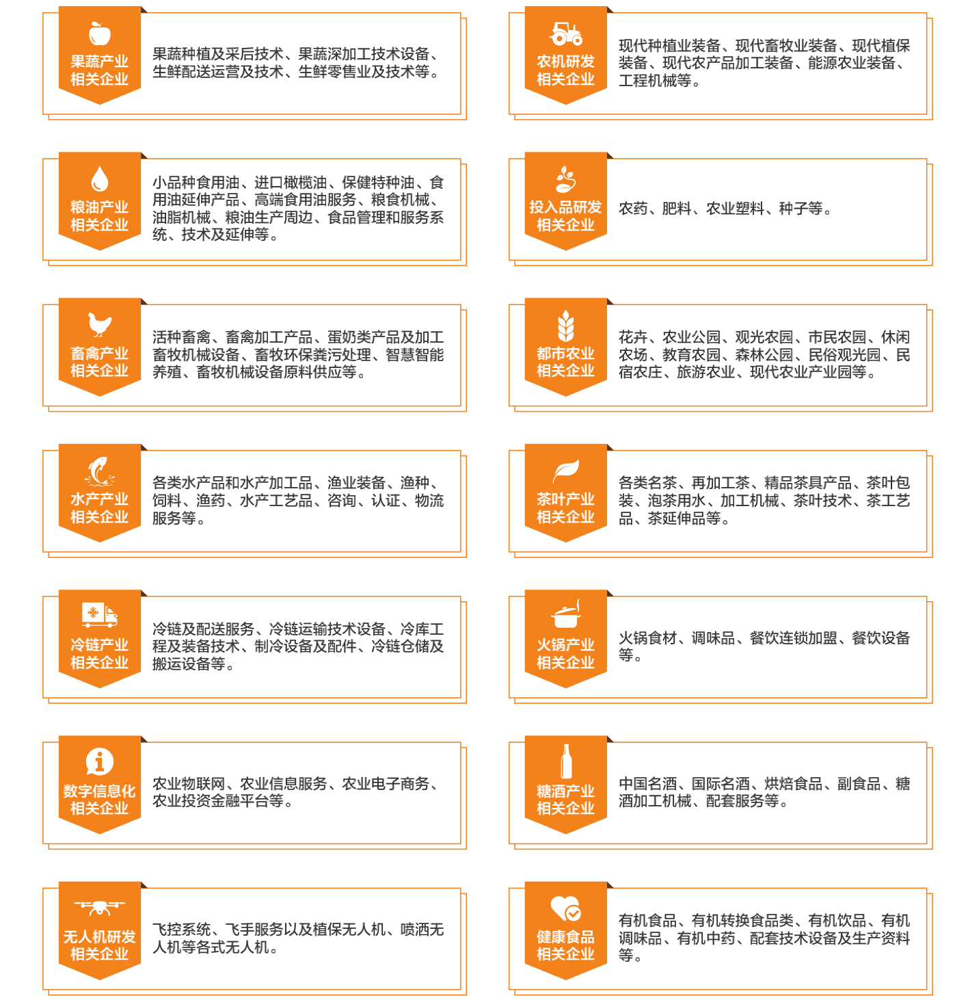 果蔬产业
相关企业
果蔬种植及采后技术、果蔬深加工技术设备、
生鲜配送运营及技术、生鲜零售业及技术等。
农机研发
相关企业
现代种植业装备、现代畜牧业装备、现代植保
装备、现代农产品加工装备、能源农业装备、
工程机械等。
粮油产业
相关企业
小品种食用油、进口橄榄油、保健特种油、食
用油延伸产品、高端食用油服务、粮食机械、
油脂机械、粮油生产周边、食品管理和服务系
统、技术及延伸等。
投入品研发
相关企业
农药、肥料、农业塑料、种子等。
畜禽产业
相关企业
活种畜禽、畜禽加工产品、蛋奶类产品及加工
畜牧机械设备、畜牧环保粪污处理、智慧智能
养殖、畜牧机械设备原料供应等。
都市农业
相关企业
花卉、农业公园、观光农园、市民农园、休闲
农场、教育农园、森林公园、民俗观光园、民
宿农庄、旅游农业、现代农业产业园等。
水产产业
相关企业
各类水产品和水产加工品、渔业装备、渔种、
饲料、渔药、水产工艺品、咨询、认证、物流
服务等。
茶叶产业
相关企业
各类名茶、再加工茶、精品茶具产品、茶叶包
装、泡茶用水、加工机械、茶叶技术、茶工艺
品、茶延伸品等。
冷链产业
相关企业
冷链及配送服务、冷链运输技术设备、冷库工
程及装备技术、制冷设备及配件、冷链仓储及
搬运设备等。
火锅产业
相关企业
火锅食材、调味品、餐饮连锁加盟、餐饮设备
等。
数字信息化
相关企业
农业物联网、农业信息服务、农业电子商务、
农业投资金融平台等。
糖酒产业
相关企业
中国名酒、国际名酒、烘焙食品、副食品、糖
酒加工机械、配套服务等。
无人机研发
相关企业
飞控系统、飞手服务以及植保无人机、喷洒无
人机等各式无人机。
健康食品
相关企业
有机食品、有机转换食品类、有机饮品、有机
调味品、有机中药、配套技术设备及生产资料
等。